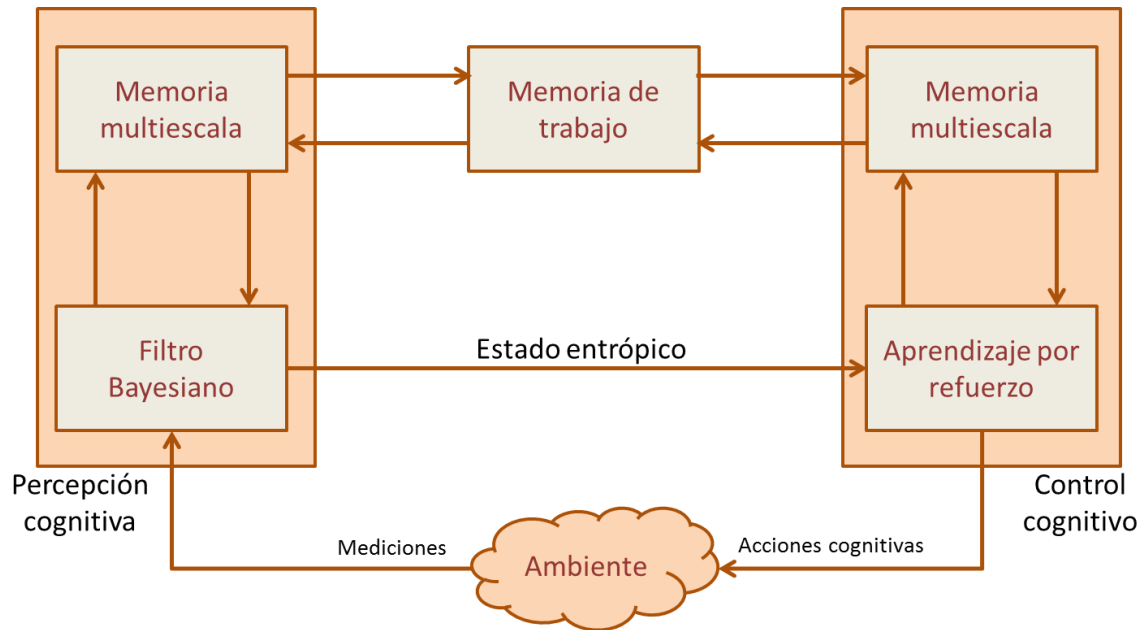 Memoria
multiescala
Memoria de
trabajo
Memoria
multiescala
Filtro
Bayesiano
Estado entrópico
Aprendizaje por
refuerzo
Percepción
cognitiva
Control
cognitivo
Mediciones
Ambiente
Acciones cognitivas